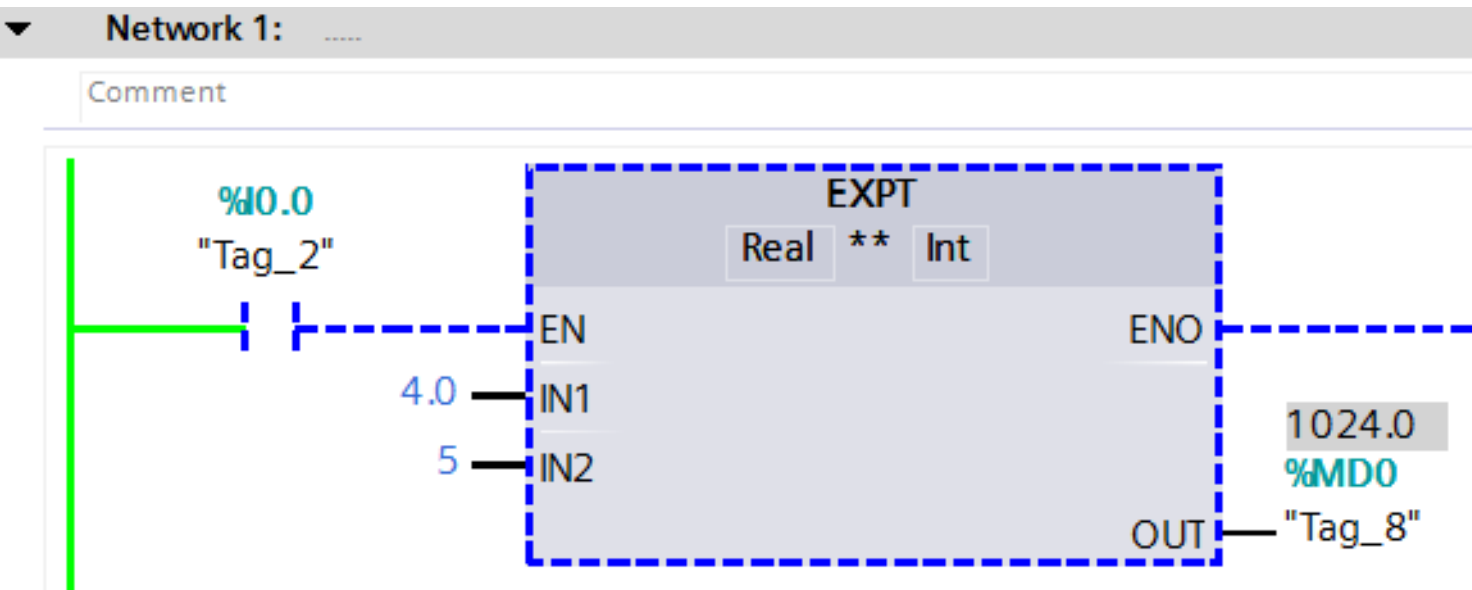 Network 1: .....
Comment
%I0.0
"Tag_2"
EXPT
Real ** Int
EN
ENO
4.0
IN1
5
IN2
1024.0
%MD0
OUT
"Tag_8"